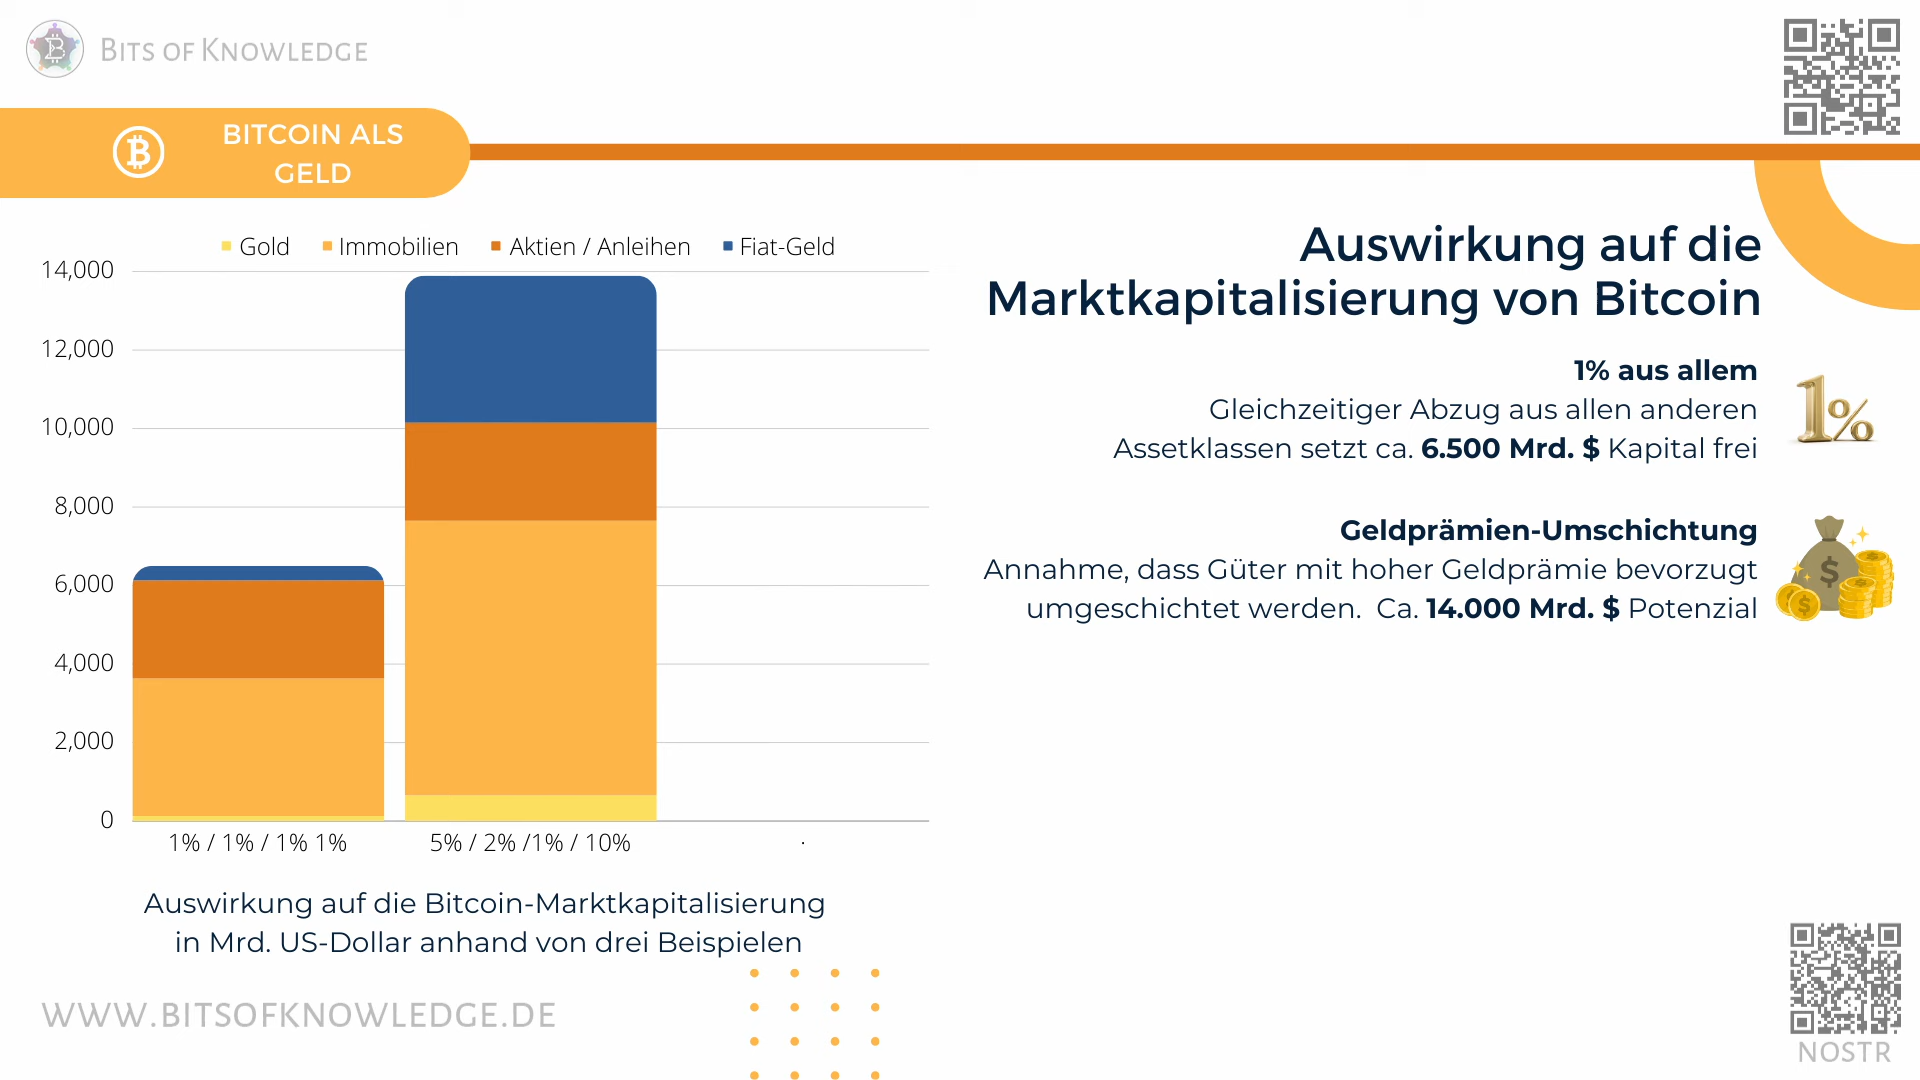 BITS OF KNOWLEDGE
BITCOIN ALS
GELD
Gold Immobilien Aktien / Anleihen Fiat-Geld
14,000
12,000
10,000
8,000
6,000
4,000
2,000
0
1% / 1% / 1% 1% 5% / 2% /1% / 10% .
Auswirkung auf die Bitcoin-Marktkapitalisierung
in Mrd. US-Dollar anhand von drei Beispielen
WWW.BITSOFKNOWLEDGE.DE
Auswirkung auf die
Marktkapitalisierung von Bitcoin
1% aus allem
Gleichzeitiger Abzug aus allen anderen
Assetklassen setzt ca. 6.500 Mrd. $ Kapital frei
1%
Geldprämien-Umschichtung
Annahme, dass Güter mit hoher Geldprämie bevorzugt
umgeschichtet werden. Ca. 14.000 Mrd. $ Potenzial
$
$
NOSTR